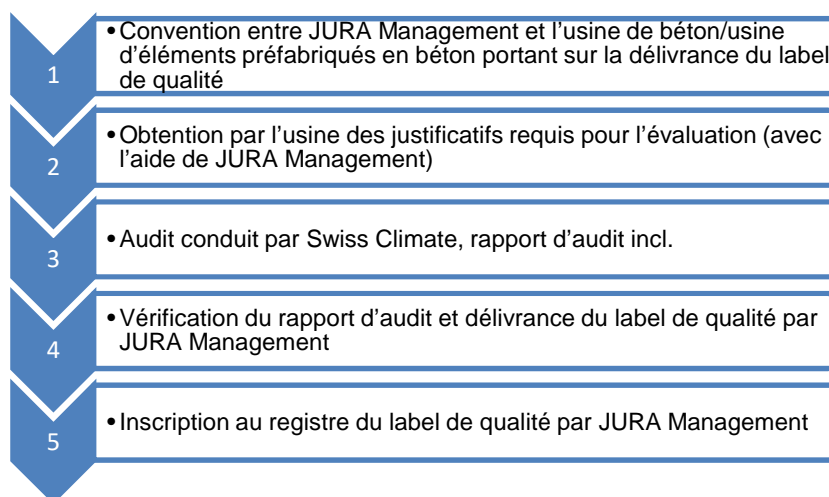 1
• Convention entre JURA Management et l'usine de béton/usine
d'éléments préfabriqués en béton portant sur la délivrance du label
de qualité
2
• Obtention par l'usine des justificatifs requis pour l'évaluation (avec
l'aide de JURA Management)
3
• Audit conduit par Swiss Climate, rapport d'audit incl.
4
• Vérification du rapport d'audit et délivrance du label de qualité par
JURA Management
5
• Inscription au registre du label de qualité par JURA Management